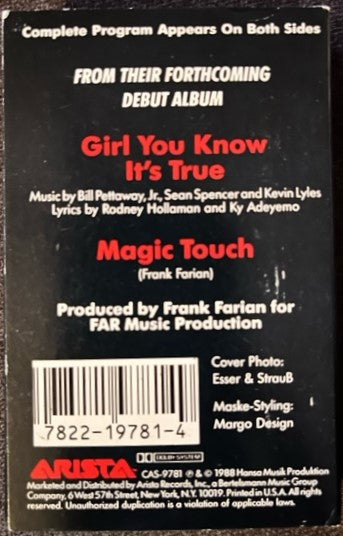 Complete Program Appears On Both Sides
FROM THEIR FORTHCOMING
DEBUT ALBUM
Girl You Know
It's True
Music by Bill Pettaway, Jr., Sean Spencer and Kevin Lyles
Lyrics by Rodney Hollaman and Ky Adeyemo
Magic Touch
(Frank Farian)
Produced by Frank Farian for
FAR Music Production
Cover Photo:
Esser & Strauß
Maske-Styling:
Margo Design
7822-19781-4
ARISTA
DOLBY SYSTEM
CAS-9781 ℗ & © 1988 Hansa Musik Produktion
Marketed and Distributed by Arista Records, Inc., a Bertelsmann Music Group
Company, 6 West 57th Street, New York, N.Y. 10019. Printed in U.S.A. All rights
reserved. Unauthorized duplication is a violation of applicable laws.